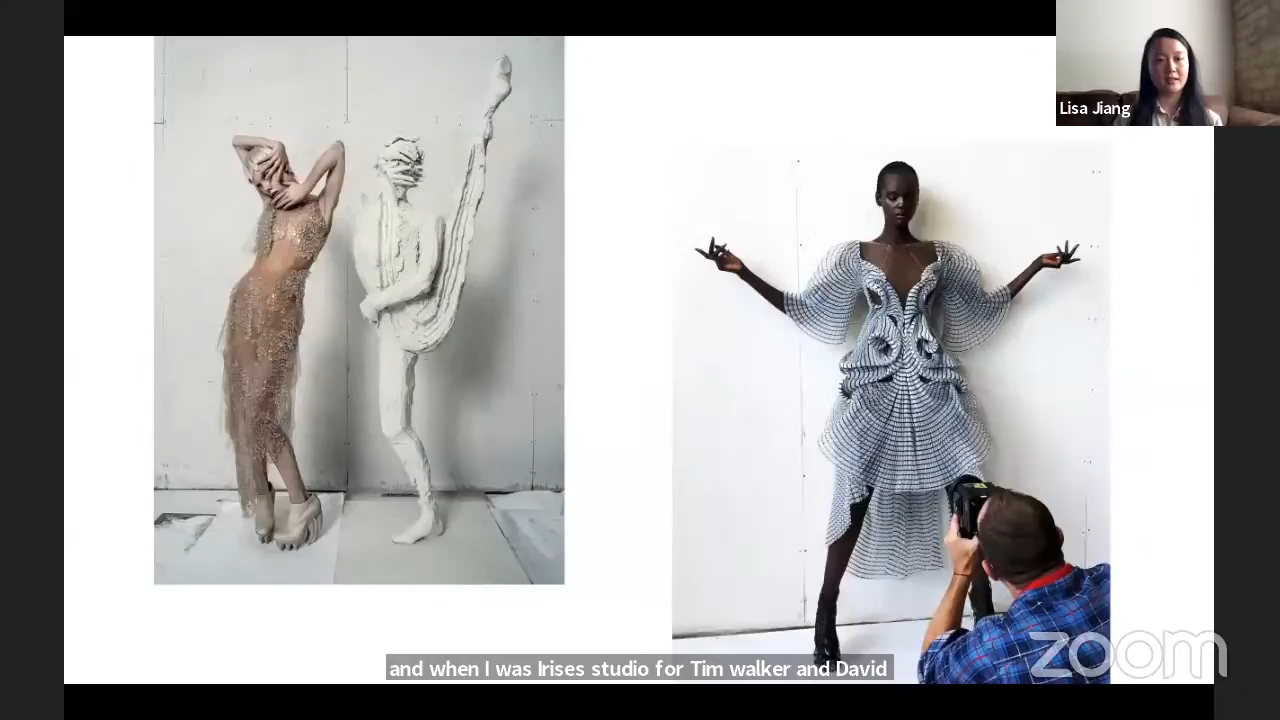 Lisa Jiang
and when I was Irises studio for Tim walker and David
zoom